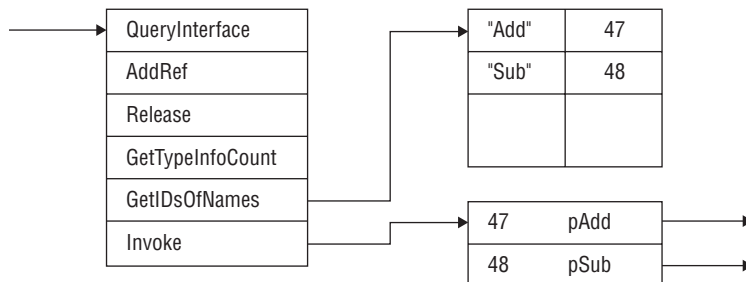 QueryInterface
AddRef
Release
GetTypeInfoCount
GetIDsOfNames
Invoke
"Add" 47
"Sub" 48
47 pAdd
48 pSub